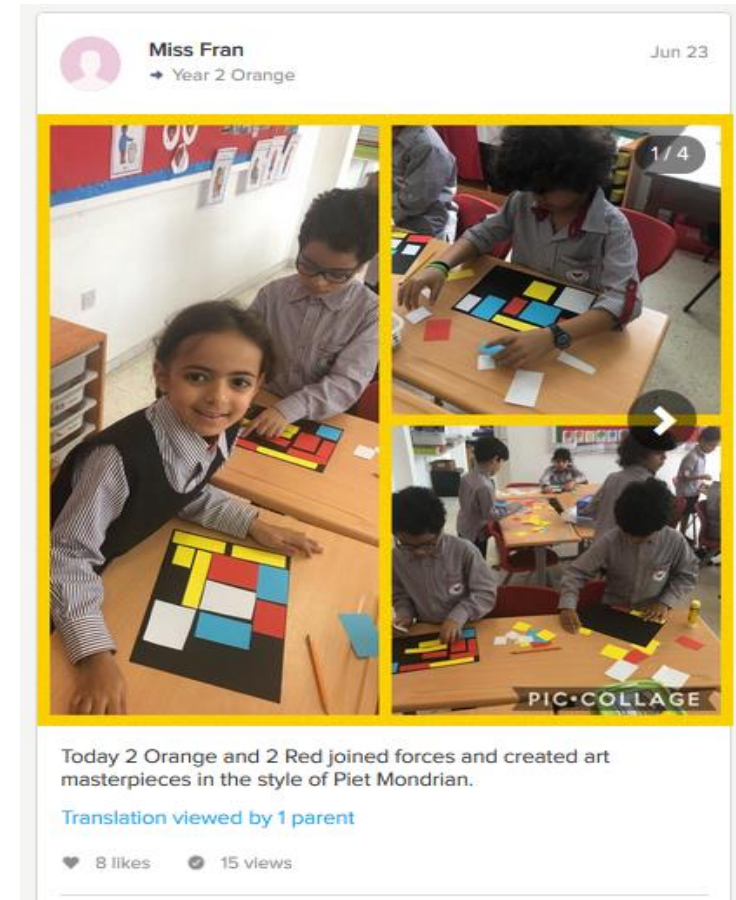 Miss Fran
Jun 23
→ Year 2 Orange
1/4
PIC•COLLAGE
Today 2 Orange and 2 Red joined forces and created art
masterpieces in the style of Piet Mondrian.
Translation viewed by 1 parent
8 likes
15 views